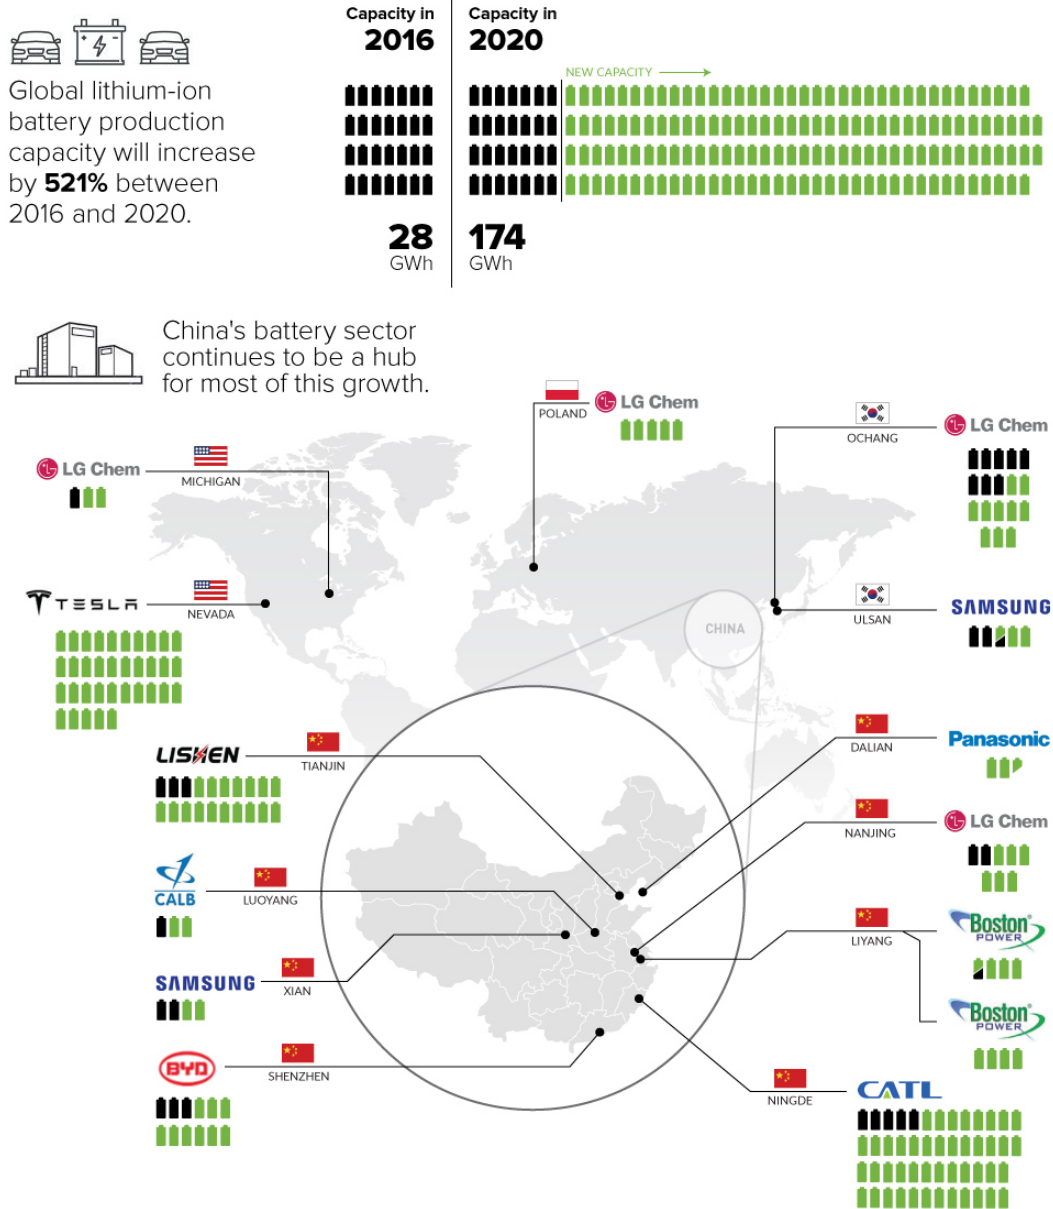 Global lithium-ion
battery production
capacity will increase
by 521% between
2016 and 2020.
Capacity in
2016
28
GWh
Capacity in
2020
NEW CAPACITY
174
GWh
China's battery sector
continues to be a hub
for most of this growth.
POLAND
LG Chem
OCHANG
LG Chem
LG Chem
MICHIGAN
TESLA
NEVADA
ULSAN
SAMSUNG
CHINA
LISHEN
TIANJIN
DALIAN
Panasonic
NANJING
LG Chem
CALB
LUOYANG
LIYANG
Boston
POWER
SAMSUNG
XIAN
Boston
POWER
BYD
SHENZHEN
NINGDE
CATL